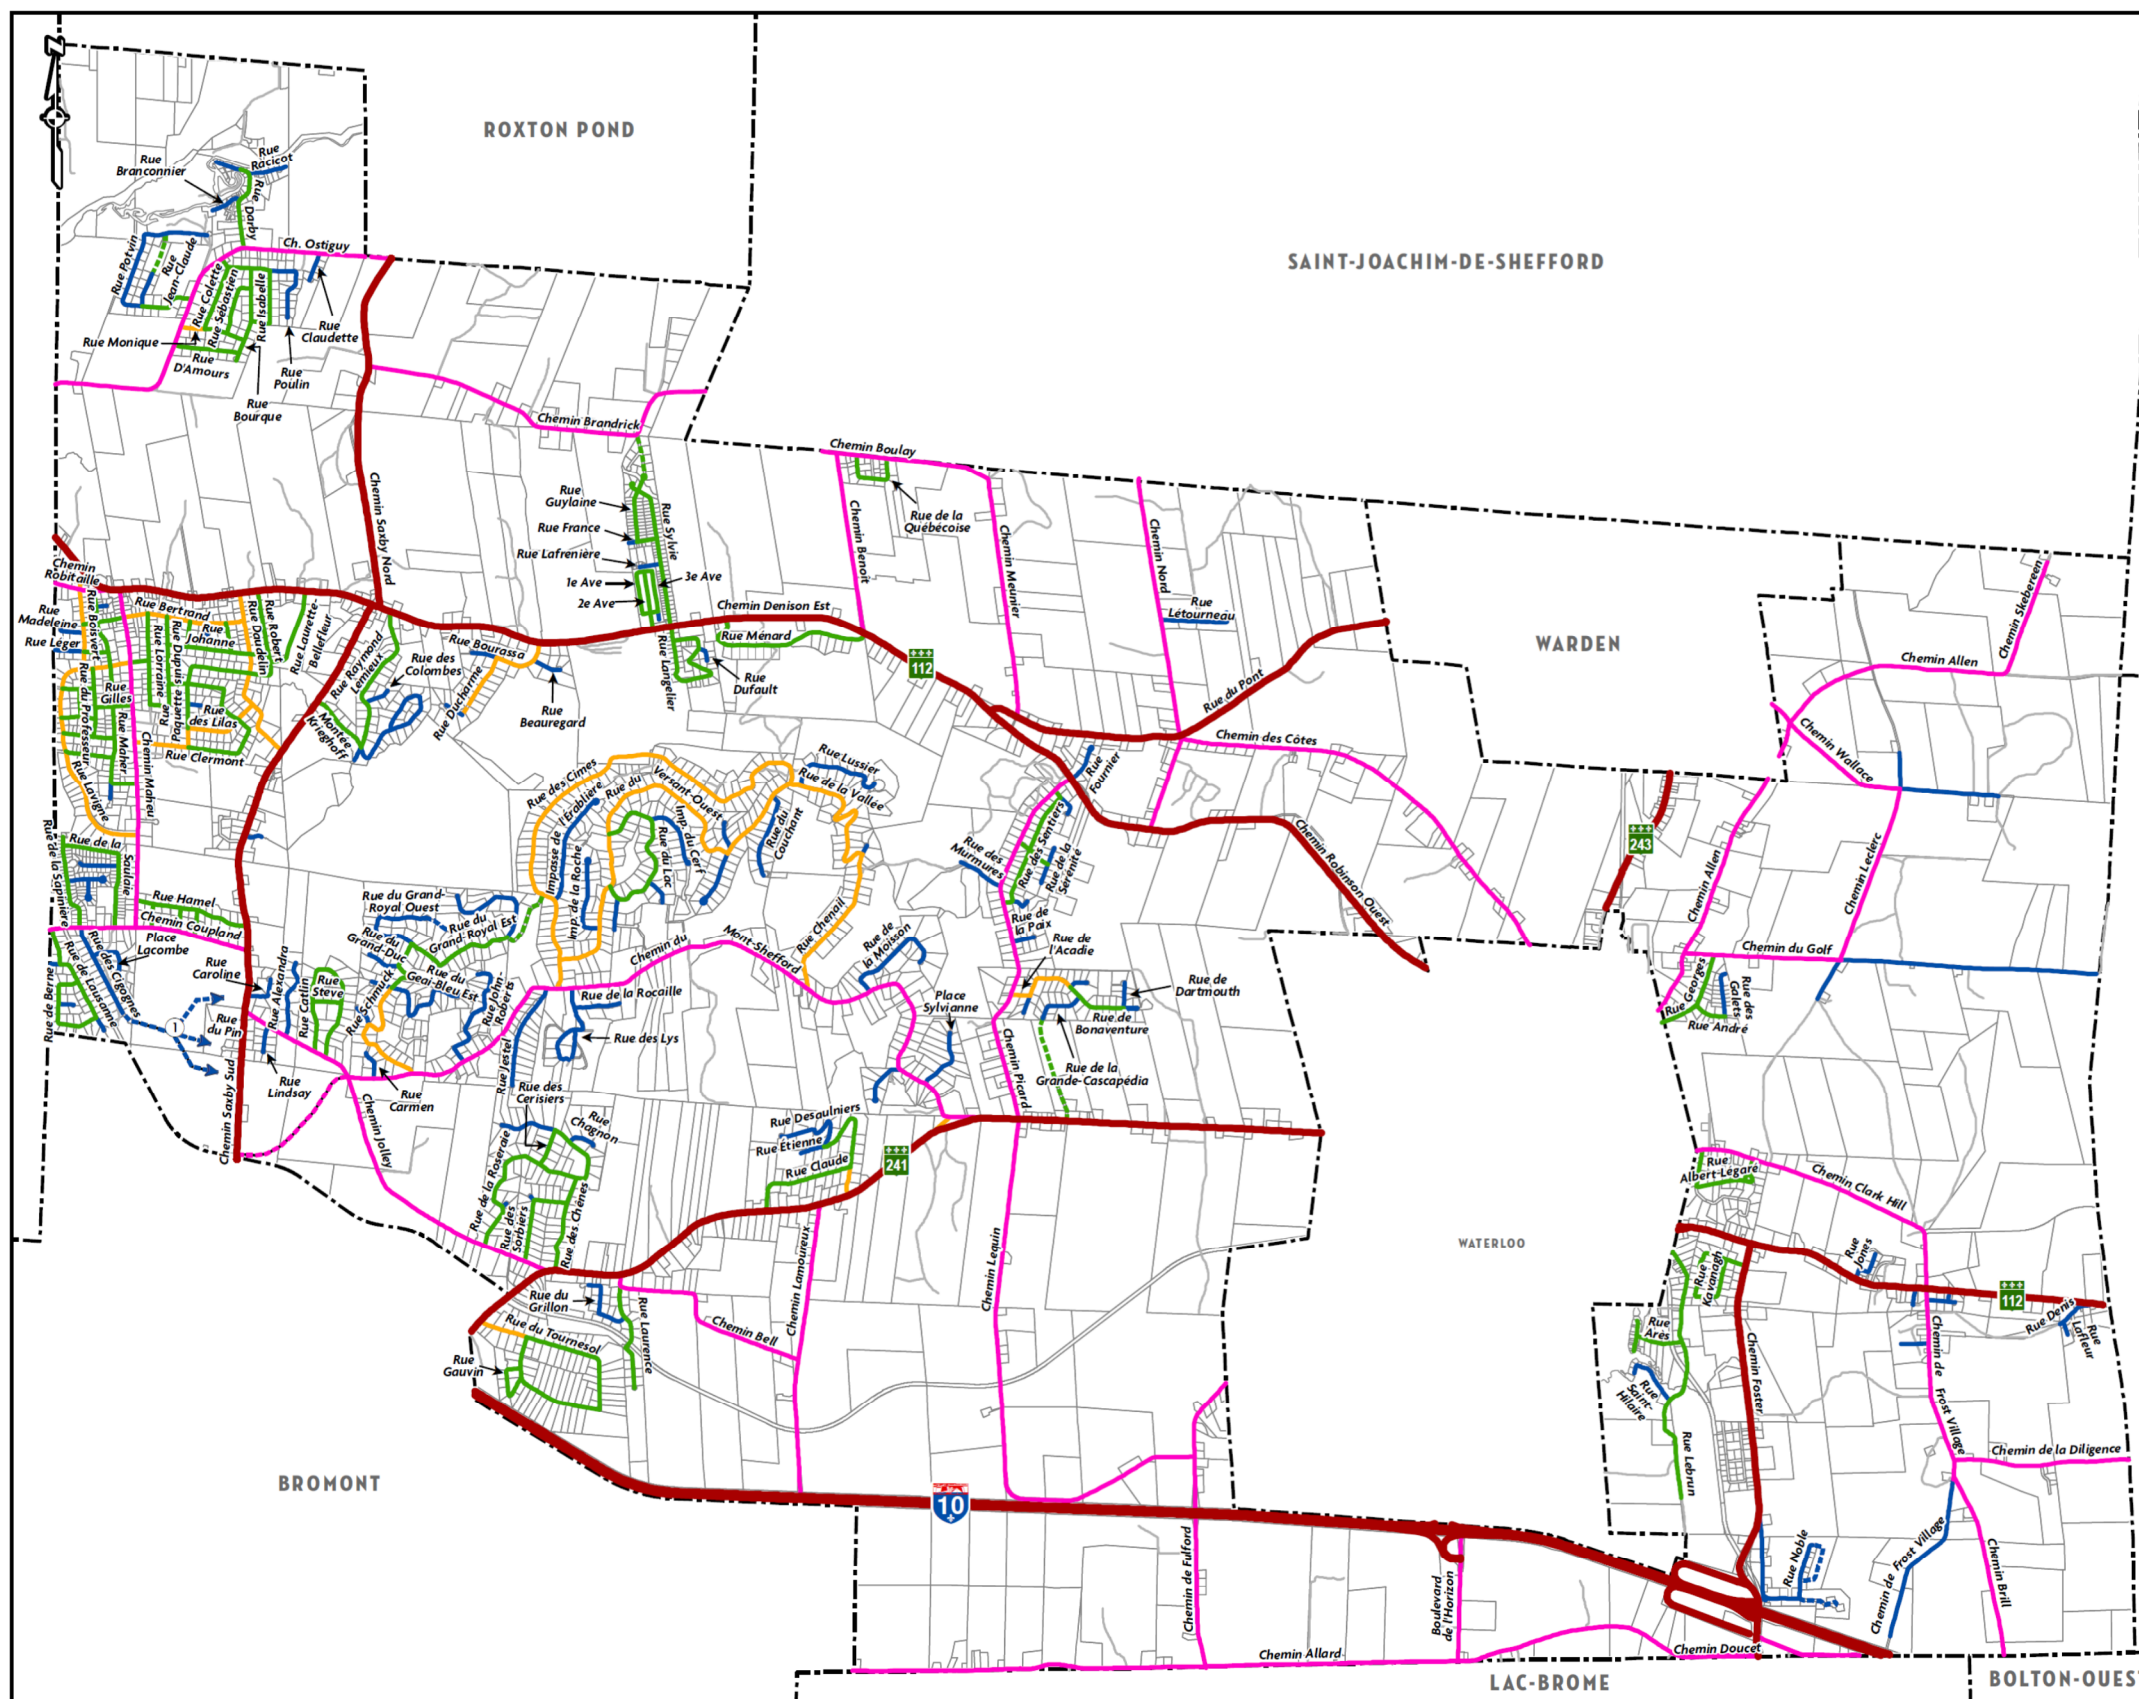 N
ROXTON POND
SAINT-JOACHIM-DE-SHEFFORD
Rue
Racicot
Rue
Branconnier
Rue
Darby
Ch. Ostiguy
Rue Potvin
Rue
Jean-Claude
Rue Colette
Rue Sébastien
Rue Isabelle
Rue
Claudette
Rue Monique
Rue
D'Amours
Rue
Poulin
Rue
Bourque
Chemin Brandrick
Chemin Saxby Nord
Rue
Guylaine
Rue France
Rue Lafrenière
1e Ave
2e Ave
3e Ave
Rue Sylvie
Chemin Boulay
Rue de la
Québécoise
Chemin Benoit
Chemin Meunier
Chemin Nord
Rue
Létourneau
WARDEN
Chemin Skebereen
Chemin Allen
Chemin Wallace
Chemin
Robitaille
Rue
Madeleine
Rue Léger
Rue Boisvert
Rue Bertrand
Rue
Johanne
Rue Lorraine
Rue Dupuis
Rue Daudelin
Rue Robert
Rue Laurette-
Bellefleur
Rue Raymond
Lemieux
Rue des
Colombes
Rue Bourassa
Rue Ducharme
Rue
Beauregard
Chemin Denison Est
Rue Ménard
Rue Langelier
Rue
Dufault
112
Rue du Pont
Chemin des Côtes
Rue du Professeur
Rue
Gilles
Rue Maher
Rue
des Lilas
Rue Clermont
Montée
Krieghoff
Rue Lavigne
Chemin Maheu
Rue des Cimes
Impasse de
l'Érablière
Rue du
Versant-Ouest
Rue Lussier
Rue de la Vallée
Rue du
Couchant
Imp. du Cerf
Rue du Lac
Imp. de la Roche
Rue
Fournier
Rue des
Murmures
Rue des Sentiers
Rue de la
Sérénité
Rue de
la Paix
Rue de
l'Acadie
Chemin Robinson Ouest
243
Chemin Allen
Chemin Leclerc
Chemin du Golf
Rue de la
Saulaie
Rue de la Sapinière
Rue Hamel
Chemin Coupland
Place
Lacombe
Rue des Cigognes
Rue de Lausanne
Rue de Berne
Rue
Caroline
Rue Alexandra
Rue
du Pin
1
Rue
Lindsay
Rue Catlin
Rue
Steve
Rue Schmuck
Rue
Carmen
Rue du Grand-
Royal Ouest
Rue du
Grand-Royal Est
Rue du
Grand-Duc
Rue du
Geai-Bleu Est
Rue John-
Roberts
Chemin du
Mont-Shefford
Rue Chenail
Rue de
la Moisson
Rue de la Rocaille
Rue des Lys
Rue Jestel
Place
Sylvianne
Rue de
Dartmouth
Rue de
Bonaventure
Rue de la
Grande-Cascapédia
Chemin Picard
Rue Georges
Rue des
Galets
Rue André
Chemin Saxby Sud
Chemin Jolley
Rue des
Cerisiers
Rue
Chagnon
Rue de la Roseraie
Rue des
Sorbiers
Rue des Chênes
Rue Desaulniers
Rue Étienne
Rue Claude
241
Rue
Albert-Légaré
Chemin Clark Hill
WATERLOO
Rue
Kavanagh
Rue
Jones
112
Rue Denis
Rue
Lafleur
Rue du
Grillon
Rue Laurence
Rue du Tournesol
Rue
Gauvin
Chemin Bell
Chemin Lamoureux
Chemin Lequin
Rue
Arès
Rue
Saint-
Hilaire
Rue Lebrun
Chemin Foster
Chemin de
Frost Village
Chemin de la Diligence
BROMONT
10
Chemin de Fulford
Boulevard
de l'Horizon
Rue Noble
Chemin de Frost Village
Chemin Brill
Chemin Allard
Chemin Doucet
LAC-BROME